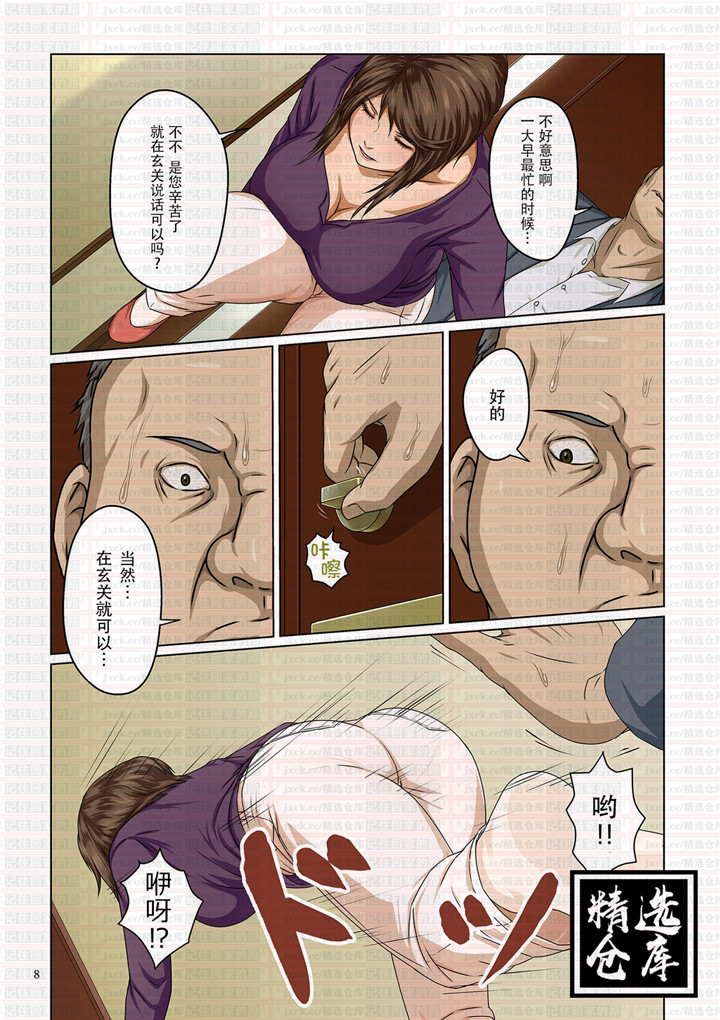 不好意思啊
一大早最忙的时候…
不不 是您辛苦了
就在玄关说话可以吗？
好的
咔嚓
当然…
在玄关就可以…
哟!!
咿呀!?
ドドッ
精选
仓库
8